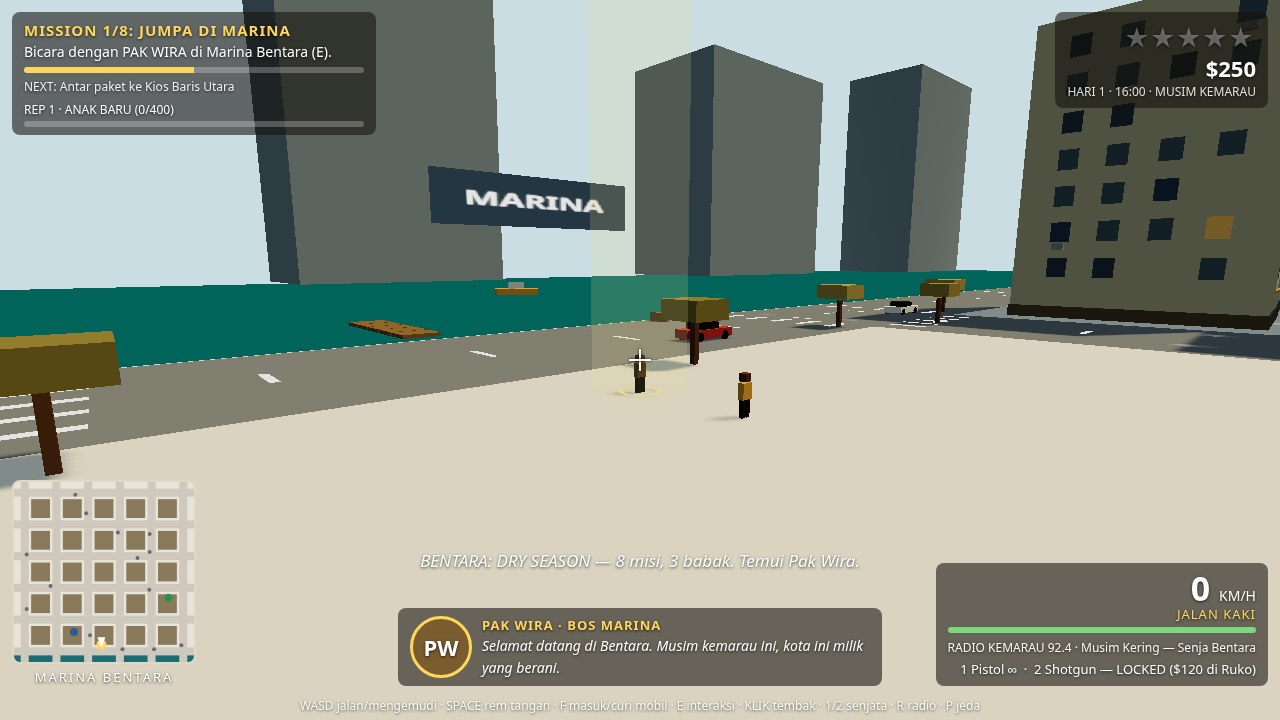 MISSION 1/8: JUMPA DI MARINA
Bicara dengan PAK WIRA di Marina Bentara (E).
NEXT: Antar paket ke Kios Baris Utara
REP 1 · ANAK BARU (0/400)
★★★★★
$250
HARI 1 · 16:00 · MUSIM KEMARAU
MARINA
BENTARA: DRY SEASON — 8 misi, 3 babak. Temui Pak Wira.
PW
PAK WIRA · BOS MARINA
Selamat datang di Bentara. Musim kemarau ini, kota ini milik
yang berani.
0 KM/H
JALAN KAKI
RADIO KEMARAU 92.4 · Musim Kering — Senja Bentara
1 Pistol ∞ · 2 Shotgun — LOCKED ($120 di Ruko)
MARINA BENTARA
WASD jalan/mengemudi · SPACE rem tangan · F masuk/curi mobil · E interaksi · KLIK tembak · 1/2 senjata · R radio · P jeda